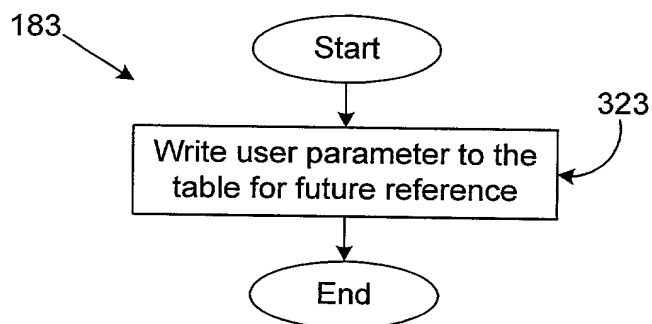 183
Start
323
Write user parameter to the
table for future reference
End